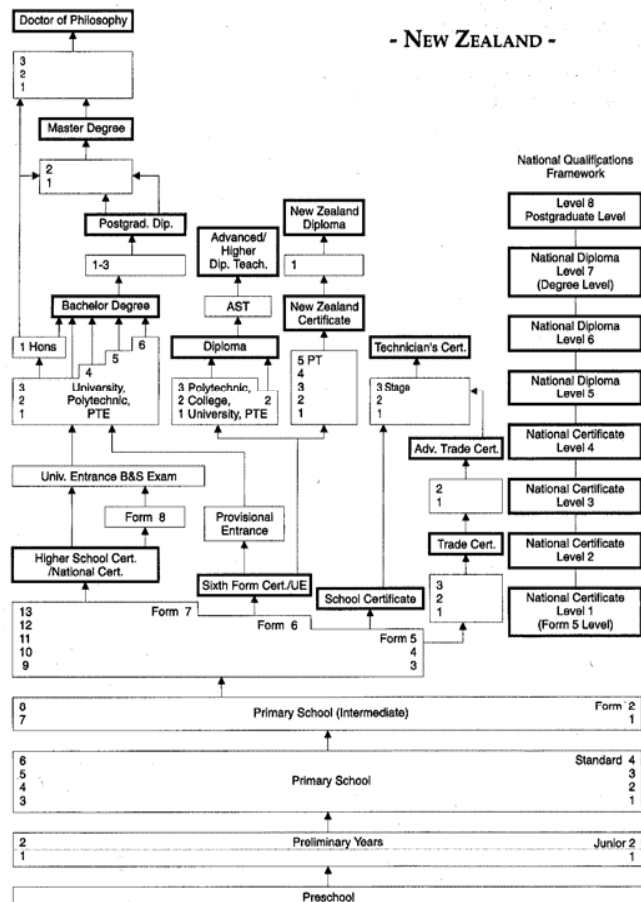 - NEW ZEALAND -
Doctor of Philosophy
3
2
1
Master Degree
2
1
Postgrad. Dip.
1-3
Bachelor Degree
1 Hons
6
5
4
3
2
1
University,
Polytechnic,
PTE
Univ. Entrance B&S Exam
Form 8
Higher School Cert.
/National Cert.
Advanced/
Higher
Dip. Teach.
AST
Diploma
3 Polytechnic,
2 College, 2
1 University, PTE
Provisional
Entrance
Sixth Form Cert./UE
New Zealand
Diploma
1
New Zealand
Certificate
5 PT
4
3
2
1
Technician's Cert.
3 Stage
2
1
School Certificate
Adv. Trade Cert.
2
1
Trade Cert.
3
2
1
National Qualifications
Framework
Level 8
Postgraduate Level
National Diploma
Level 7
(Degree Level)
National Diploma
Level 6
National Diploma
Level 5
National Certificate
Level 4
National Certificate
Level 3
National Certificate
Level 2
National Certificate
Level 1
(Form 5 Level)
13 Form 7
12 Form 6
11 Form 5
10 4
9 3
8 Form 2
7 Primary School (Intermediate) 1
6 Standard 4
5 3
4 Primary School 2
3 1
2 Preliminary Years Junior 2
1 1
Preschool